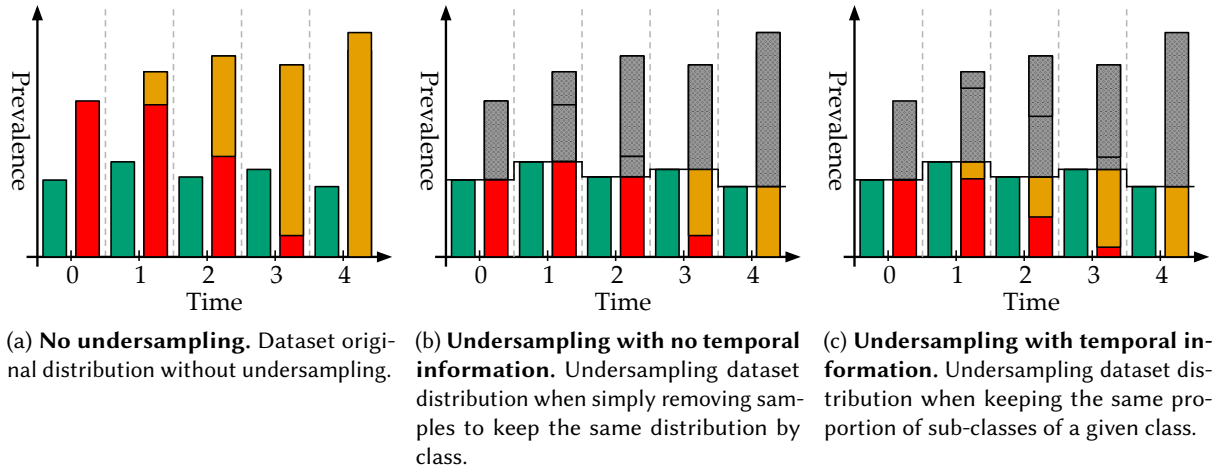 Prevalence
0 1 2 3 4
Time
(a) No undersampling. Dataset origi-
nal distribution without undersampling.
Prevalence
0 1 2 3 4
Time
(b) Undersampling with no temporal
information. Undersampling dataset
distribution when simply removing sam-
ples to keep the same distribution by
class.
Prevalence
0 1 2 3 4
Time
(c) Undersampling with temporal in-
formation. Undersampling dataset dis-
tribution when keeping the same pro-
portion of sub-classes of a given class.